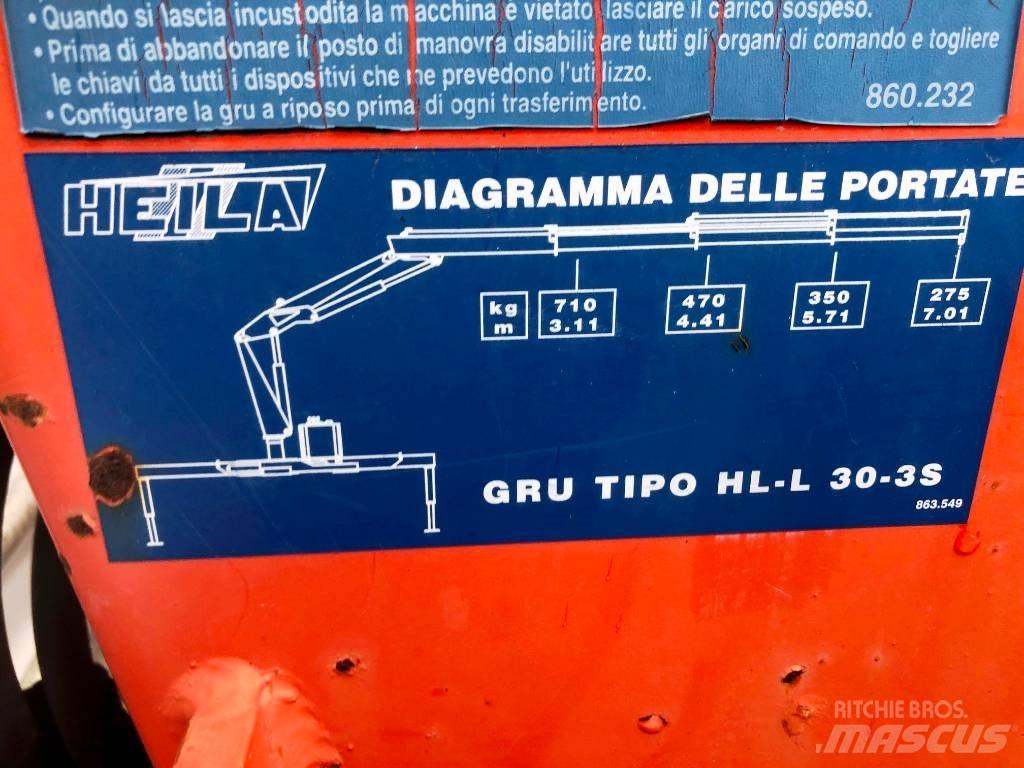 • Quando si lascia incustodita la macchina è vietato lasciare il carico sospeso.
• Prima di abbandonare il posto di manovra disabilitare tutti gli organi di comando e togliere
le chiavi da tutti i dispositivi che ne prevedono l'utilizzo.
• Configurare la gru a riposo prima di ogni trasferimento.
860.232
HEILA
DIAGRAMMA DELLE PORTATE
kg 710 470 350 275
m 3.11 4.41 5.71 7.01
GRU TIPO HL-L 30-3S
863.549
RITCHIE BROS.
MASCUS